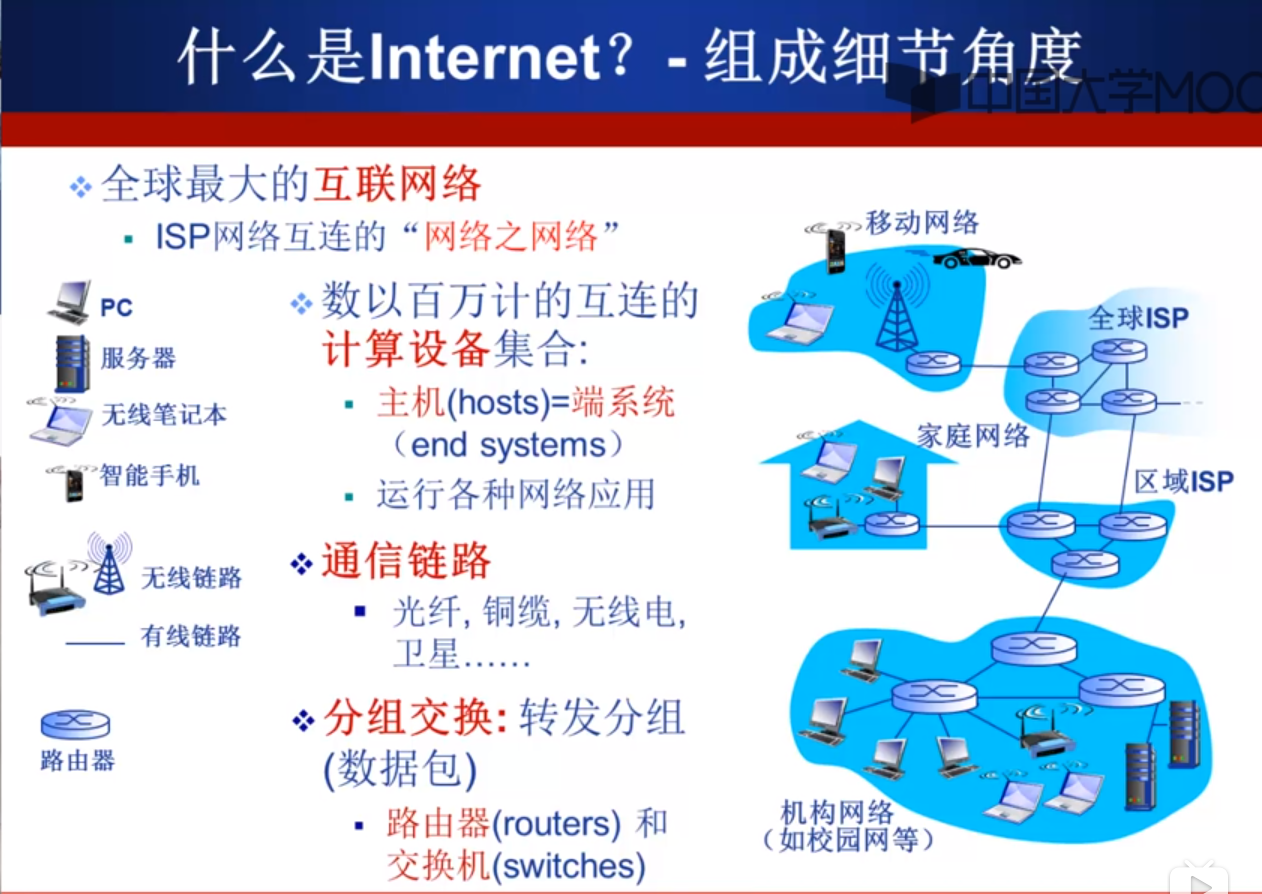 什么是Internet？- 组成细节角度
中国大学MOC
全球最大的互联网络
ISP网络互连的“网络之网络”
PC
服务器
无线笔记本
智能手机
无线链路
有线链路
路由器
数以百万计的互连的
计算设备集合:
主机(hosts)=端系统
（end systems）
运行各种网络应用
通信链路
光纤, 铜缆, 无线电,
卫星……
分组交换: 转发分组
(数据包)
路由器(routers) 和
交换机(switches)
移动网络
全球ISP
家庭网络
区域ISP
机构网络
（如校园网等）